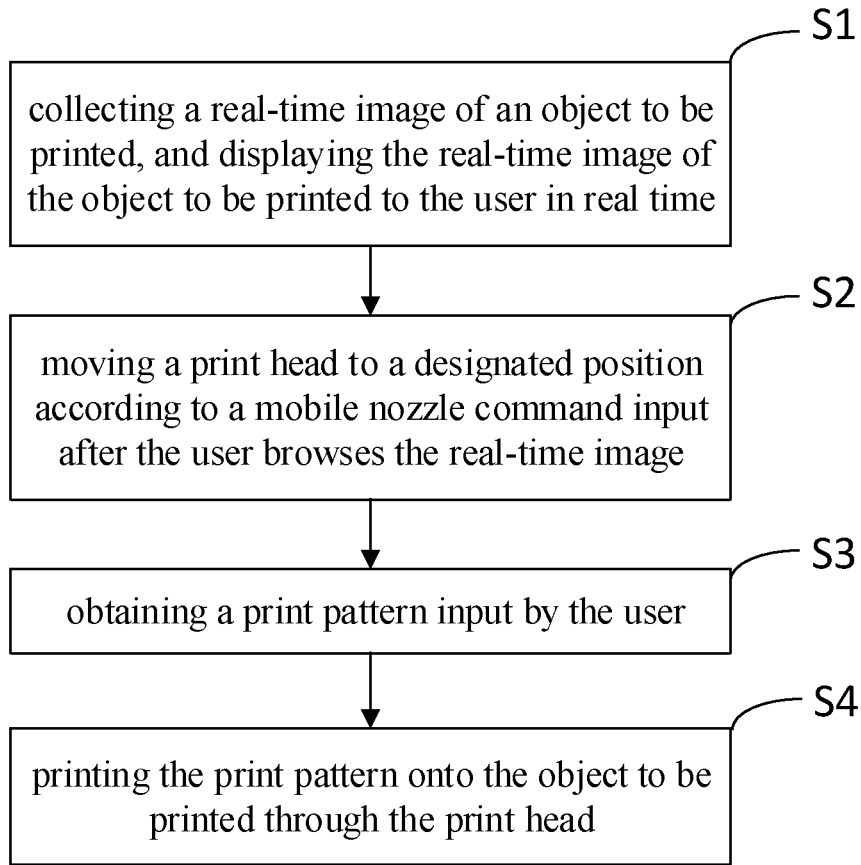 S1
collecting a real-time image of an object to be
printed, and displaying the real-time image of
the object to be printed to the user in real time
S2
moving a print head to a designated position
according to a mobile nozzle command input
after the user browses the real-time image
S3
obtaining a print pattern input by the user
S4
printing the print pattern onto the object to be
printed through the print head